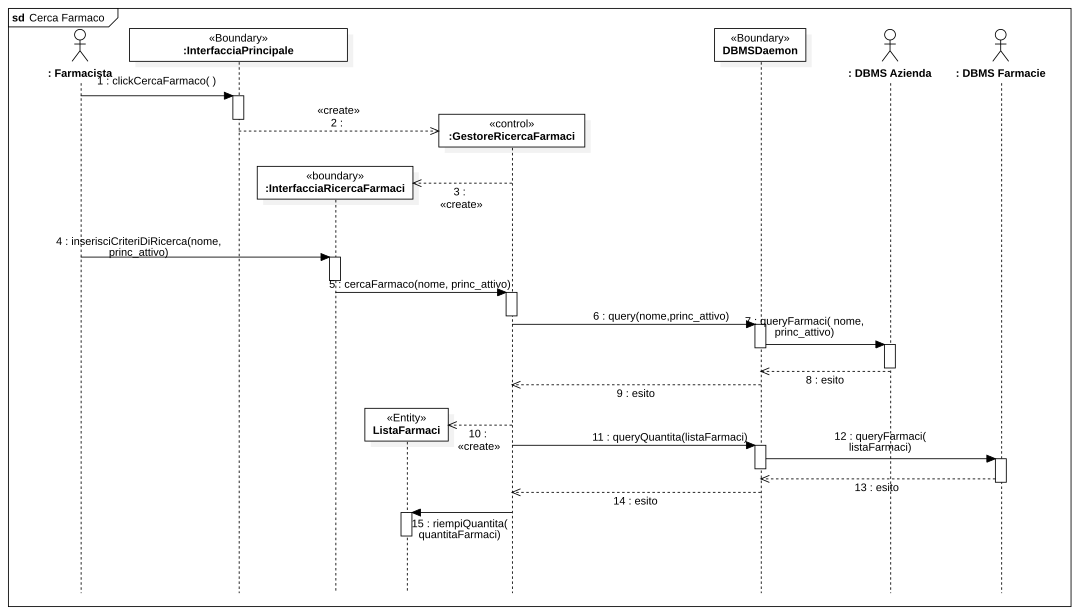 sd Cerca Farmaco
«Boundary»
:InterfacciaPrincipale
«Boundary»
DBMSDaemon
: Farmacista
: DBMS Azienda
: DBMS Farmacie
1 : clickCercaFarmaco( )
«create»
2 :
«control»
:GestoreRicercaFarmaci
«boundary»
:InterfacciaRicercaFarmaci
3 :
«create»
4 : inserisciCriteriDiRicerca(nome,
princ_attivo)
5 : cercaFarmaco(nome, princ_attivo)
6 : query(nome,princ_attivo)
7 : queryFarmaci( nome,
princ_attivo)
8 : esito
9 : esito
«Entity»
ListaFarmaci
10 :
«create»
11 : queryQuantita(listaFarmaci)
12 : queryFarmaci(
listaFarmaci)
13 : esito
14 : esito
15 : riempiQuantita(
quantitaFarmaci)